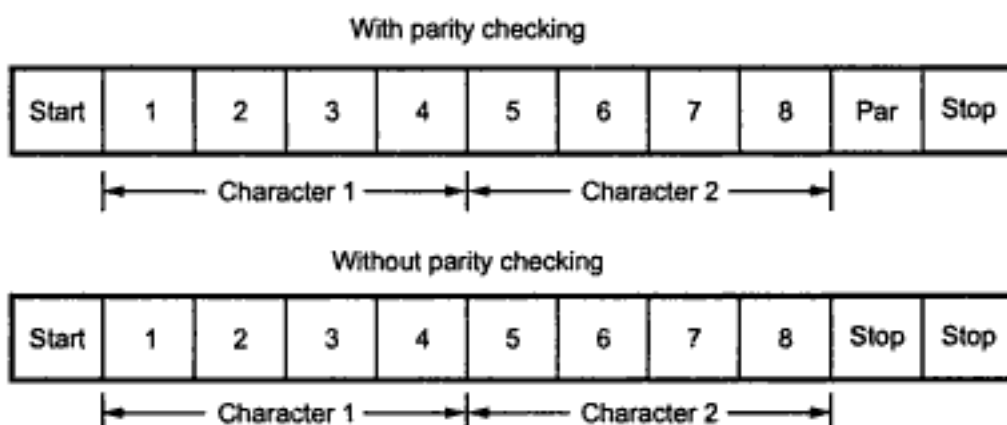 With parity checking
Start 1 2 3 4 5 6 7 8 Par Stop
Character 1 Character 2
Without parity checking
Start 1 2 3 4 5 6 7 8 Stop Stop
Character 1 Character 2